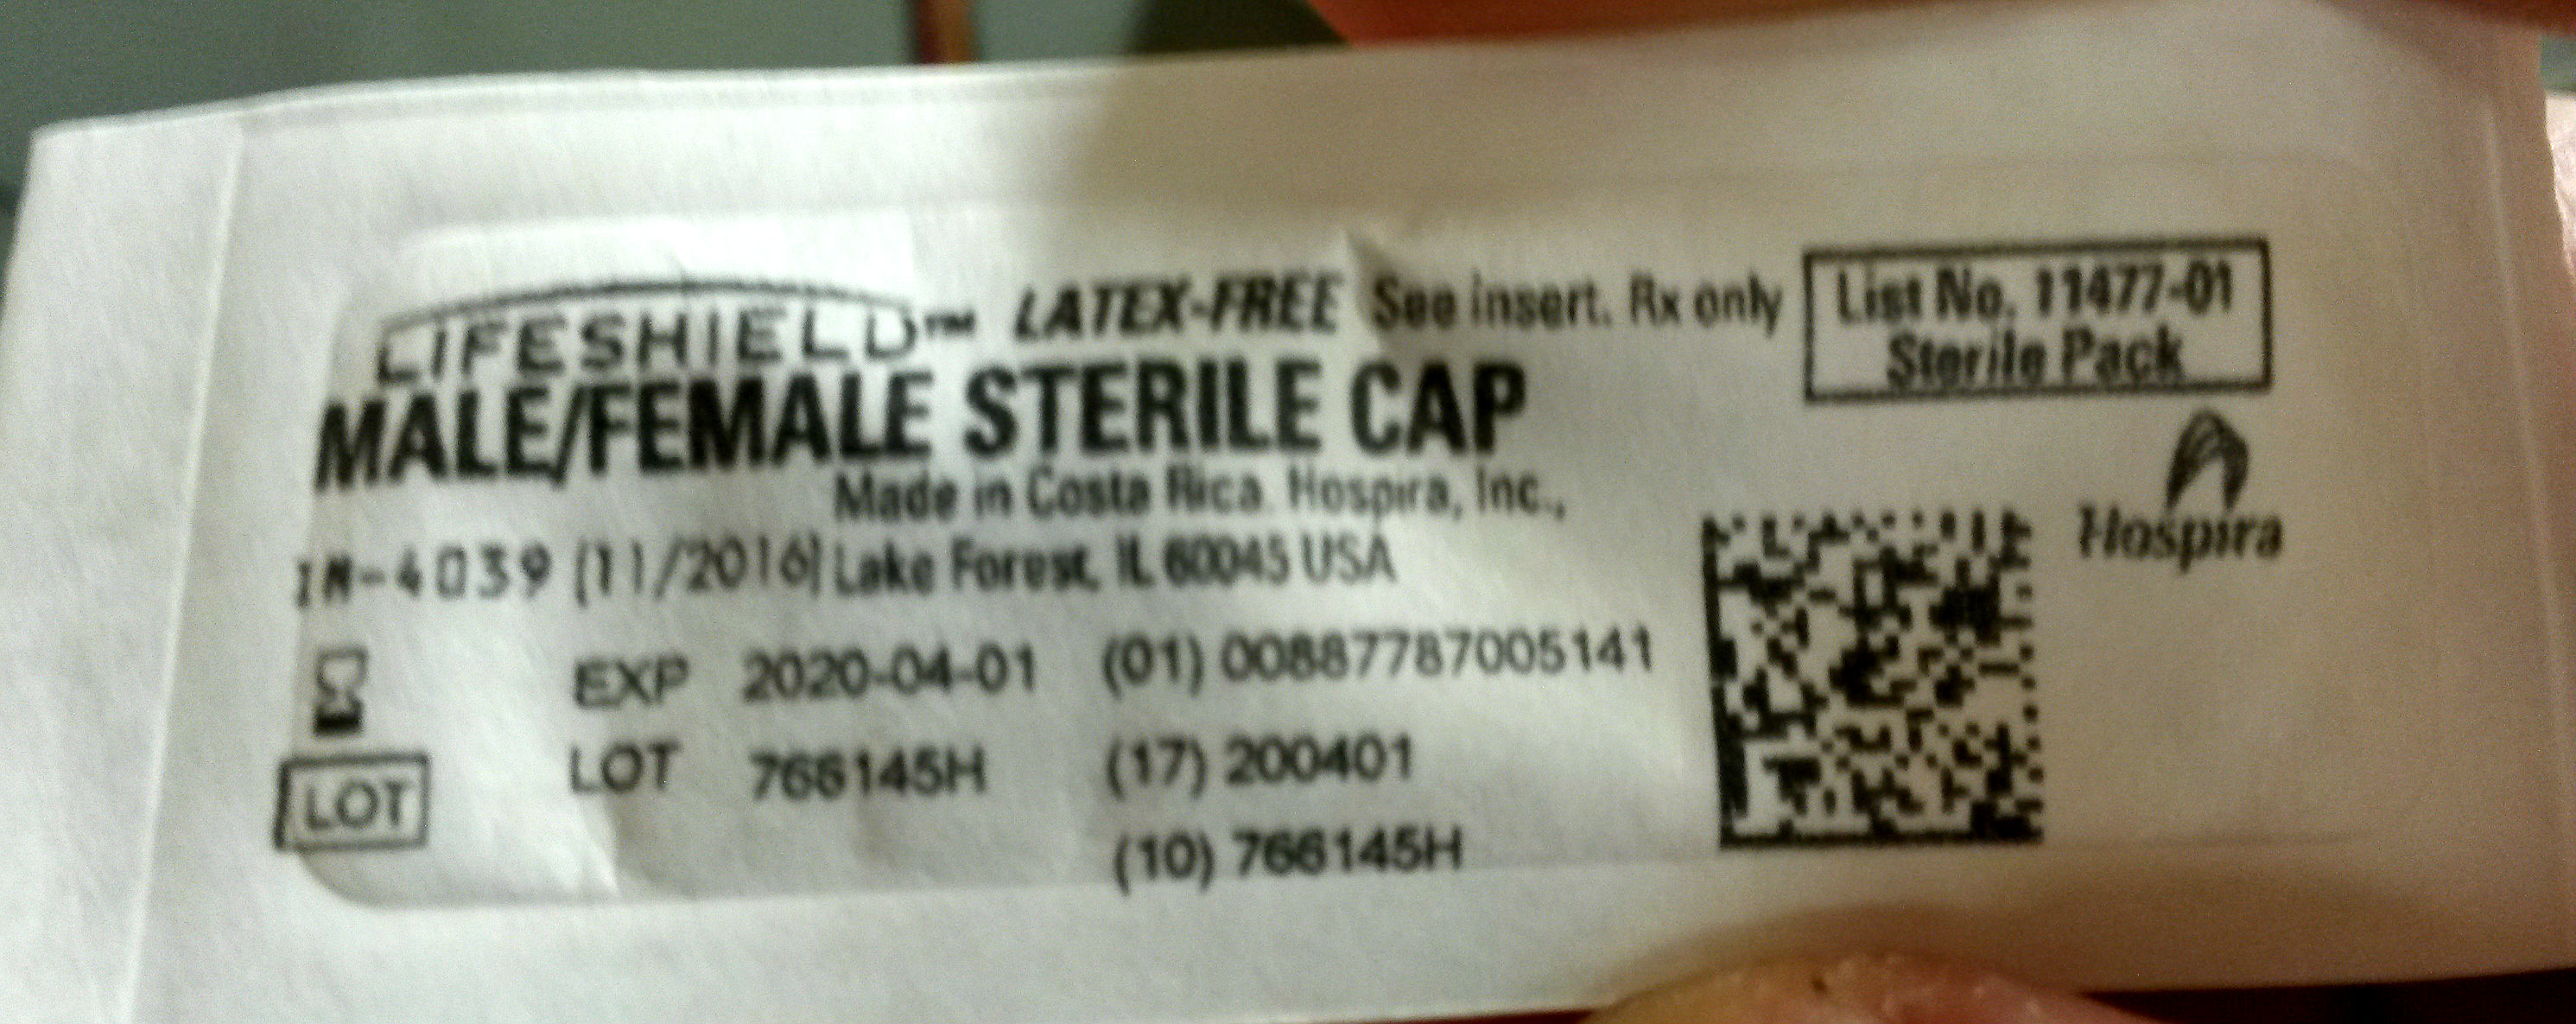 LIFESHIELD™ LATEX-FREE See insert. Rx only
List No. 11477-01
Sterile Pack
MALE/FEMALE STERILE CAP
Made in Costa Rica. Hospira, Inc.,
IM-4039 (11/2016) Lake Forest, IL 60045 USA
Hospira
EXP 2020-04-01 (01) 00887787005141
LOT LOT 766145H (17) 200401
(10) 766145H